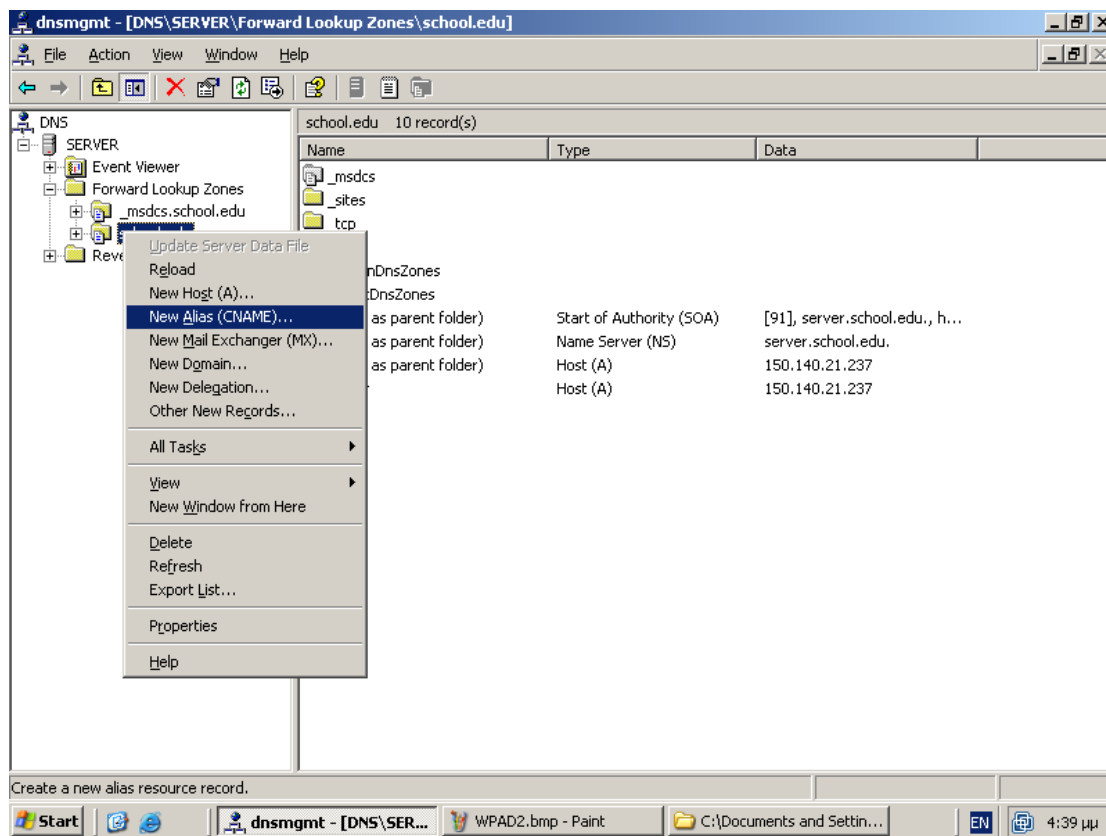 dnsmgmt - [DNS\SERVER\Forward Lookup Zones\school.edu]
File Action View Window Help
DNS
SERVER
Event Viewer
Forward Lookup Zones
_msdcs.school.edu
school.edu 10 record(s)
Name Type Data
_msdcs
_sites
_tcp
nDnsZones
DnsZones
as parent folder) Start of Authority (SOA) [91], server.school.edu., h...
as parent folder) Name Server (NS) server.school.edu.
as parent folder) Host (A) 150.140.21.237
Host (A) 150.140.21.237
Update Server Data File
Reload
New Host (A)...
New Alias (CNAME)...
New Mail Exchanger (MX)...
New Domain...
New Delegation...
Other New Records...
All Tasks
View
New Window from Here
Delete
Refresh
Export List...
Properties
Help
Create a new alias resource record.
Start dnsmgmt - [DNS\SER... WPAD2.bmp - Paint C:\Documents and Settin... EN 4:39 μμ